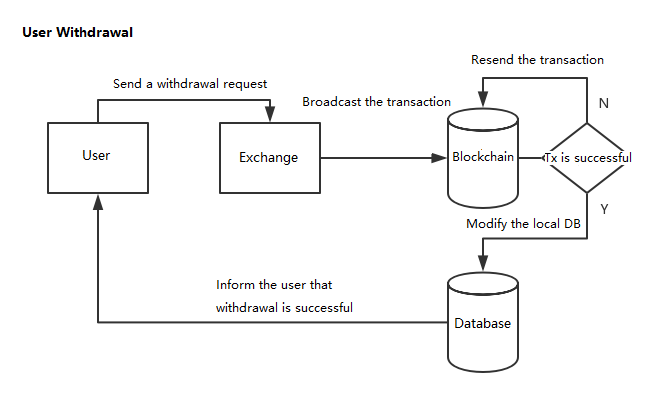 User Withdrawal
Resend the transaction
Send a withdrawal request
Broadcast the transaction
N
User
Exchange
Blockchain
Tx is successful
Y
Modify the local DB
Inform the user that
withdrawal is successful
Database